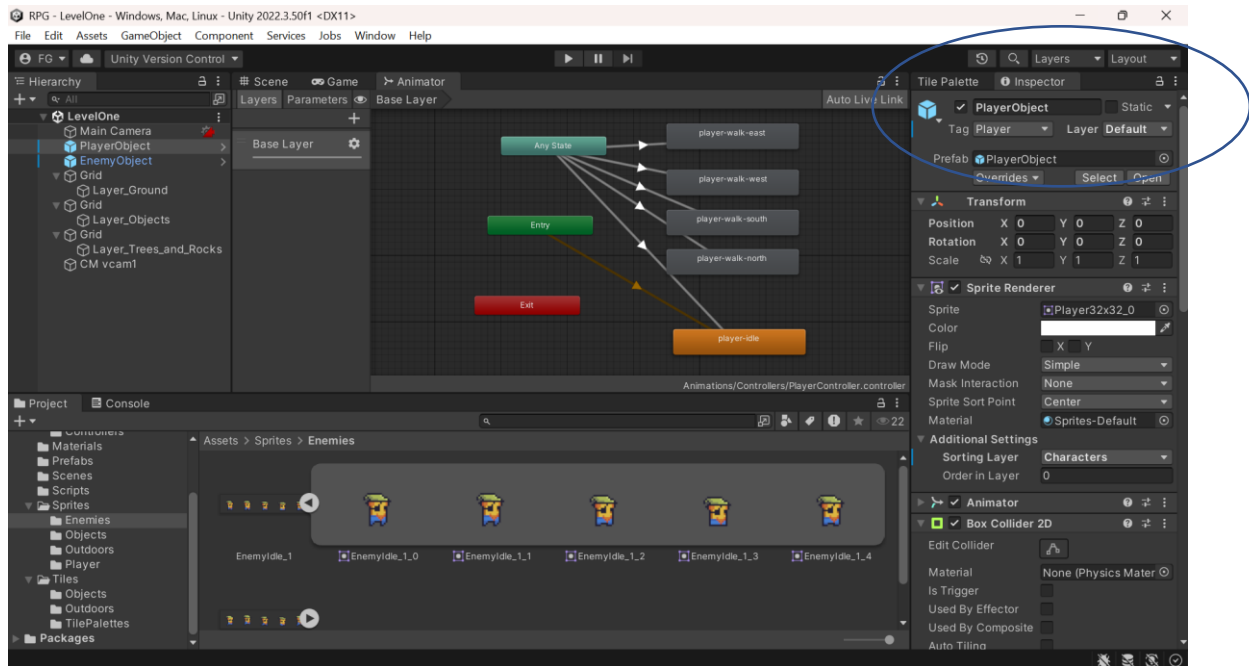 RPG - LevelOne - Windows, Mac, Linux - Unity 2022.3.50f1 <DX11>
File Edit Assets GameObject Component Services Jobs Window Help
FG Unity Version Control Layers Layout
Hierarchy
All
LevelOne
Main Camera
PlayerObject
EnemyObject
Grid
Layer_Ground
Grid
Layer_Objects
Grid
Layer_Trees_and_Rocks
CM vcam1
Scene Game Animator
Layers Parameters Base Layer Auto Live Link
Base Layer
Any State
player-walk-east
player-walk-west
player-walk-south
player-walk-north
Entry
Exit
player-idle
Animations/Controllers/PlayerController.controller
Tile Palette Inspector
PlayerObject Static
Tag Player Layer Default
Prefab PlayerObject
Overrides Select Open
Transform
Position X 0 Y 0 Z 0
Rotation X 0 Y 0 Z 0
Scale X 1 Y 1 Z 1
Sprite Renderer
Sprite Player32x32_0
Color
Flip X Y
Draw Mode Simple
Mask Interaction None
Sprite Sort Point Center
Material Sprites-Default
Additional Settings
Sorting Layer Characters
Order in Layer 0
Animator
Box Collider 2D
Edit Collider
Material None (Physics Mater
Is Trigger
Used By Effector
Used By Composite
Auto Tiling
Project Console
22
Controllers
Materials
Prefabs
Scenes
Scripts
Sprites
Enemies
Objects
Outdoors
Player
Tiles
Objects
Outdoors
TilePalettes
Packages
Assets > Sprites > Enemies
EnemyIdle_1 EnemyIdle_1_0 EnemyIdle_1_1 EnemyIdle_1_2 EnemyIdle_1_3 EnemyIdle_1_4